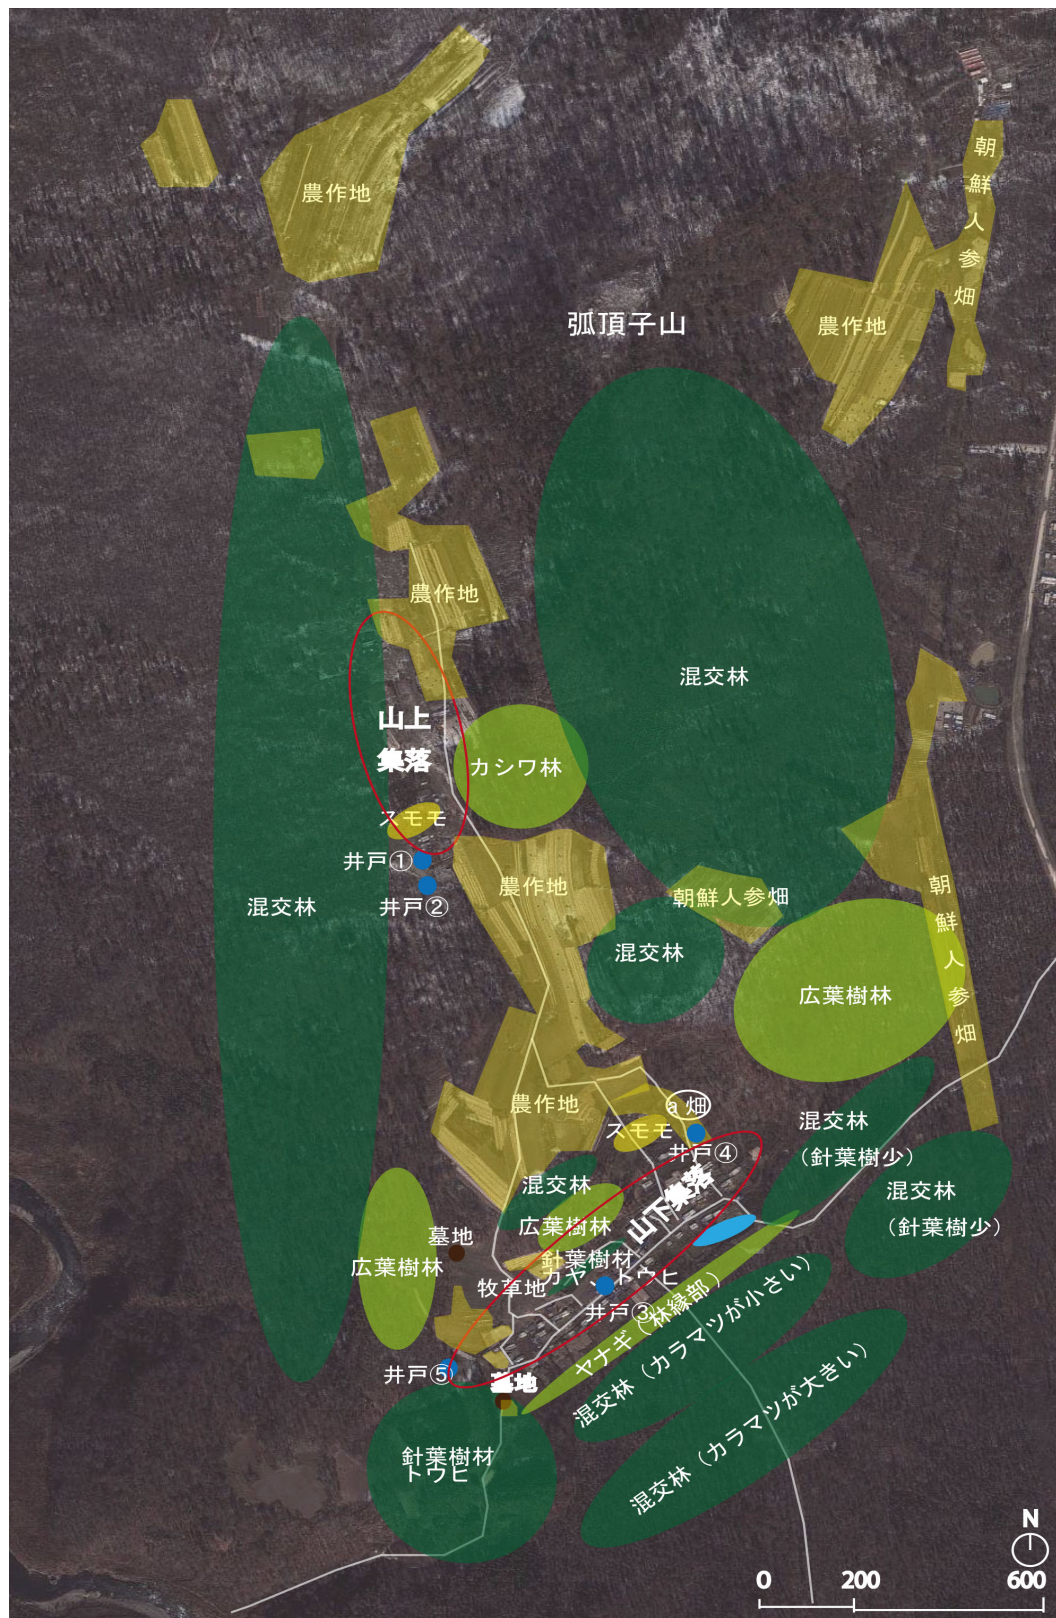 農作地
朝鮮人参畑
弧頂子山
農作地
農作地
混交林
山上
集落
カシワ林
スモモ
井戸①
農作地
朝鮮人参畑
朝鮮人参畑
混交林
井戸②
混交林
広葉樹林
農作地
a 畑
スモモ
混交林
(針葉樹少)
井戸④
混交林
混交林
(針葉樹少)
山下集落
広葉樹林
墓地
広葉樹林
針葉樹材
カヤ、トウヒ
牧草地
井戸③
ヤナギ(林縁部)
混交林(カラマツが小さい)
井戸⑤
墓地
混交林(カラマツが大きい)
針葉樹材
トウヒ
N
0 200 600